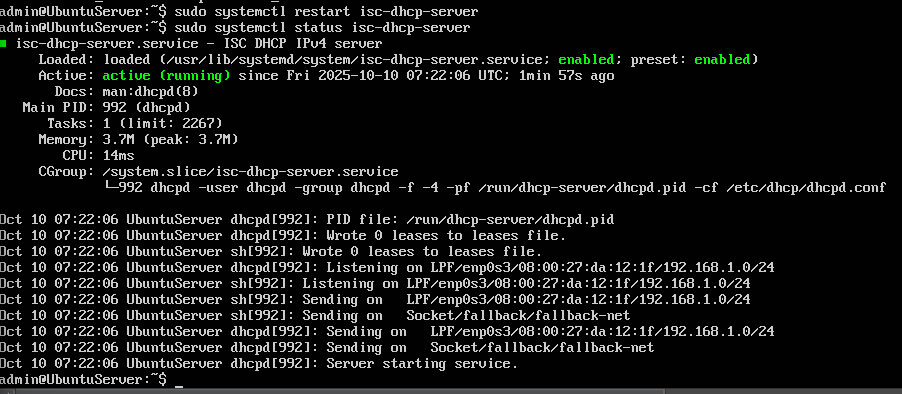 admin@UbuntuServer:~$ sudo systemctl restart isc-dhcp-server
admin@UbuntuServer:~$ sudo systemctl status isc-dhcp-server
■ isc-dhcp-server.service - ISC DHCP IPv4 server
Loaded: loaded (/usr/lib/systemd/system/isc-dhcp-server.service; enabled; preset: enabled)
Active: active (running) since Fri 2025-10-10 07:22:06 UTC; 1min 57s ago
Docs: man:dhcpd(8)
Main PID: 992 (dhcpd)
Tasks: 1 (limit: 2267)
Memory: 3.7M (peak: 3.7M)
CPU: 14ms
CGroup: /system.slice/isc-dhcp-server.service
└─992 dhcpd -user dhcpd -group dhcpd -f -4 -pf /run/dhcp-server/dhcpd.pid -cf /etc/dhcp/dhcpd.conf
Oct 10 07:22:06 UbuntuServer dhcpd[992]: PID file: /run/dhcp-server/dhcpd.pid
Oct 10 07:22:06 UbuntuServer dhcpd[992]: Wrote 0 leases to leases file.
Oct 10 07:22:06 UbuntuServer sh[992]: Wrote 0 leases to leases file.
Oct 10 07:22:06 UbuntuServer dhcpd[992]: Listening on LPF/enp0s3/08:00:27:da:12:1f/192.168.1.0/24
Oct 10 07:22:06 UbuntuServer sh[992]: Listening on LPF/enp0s3/08:00:27:da:12:1f/192.168.1.0/24
Oct 10 07:22:06 UbuntuServer sh[992]: Sending on   LPF/enp0s3/08:00:27:da:12:1f/192.168.1.0/24
Oct 10 07:22:06 UbuntuServer sh[992]: Sending on   Socket/fallback/fallback-net
Oct 10 07:22:06 UbuntuServer dhcpd[992]: Sending on   LPF/enp0s3/08:00:27:da:12:1f/192.168.1.0/24
Oct 10 07:22:06 UbuntuServer dhcpd[992]: Sending on   Socket/fallback/fallback-net
Oct 10 07:22:06 UbuntuServer dhcpd[992]: Server starting service.
admin@UbuntuServer:~$ _